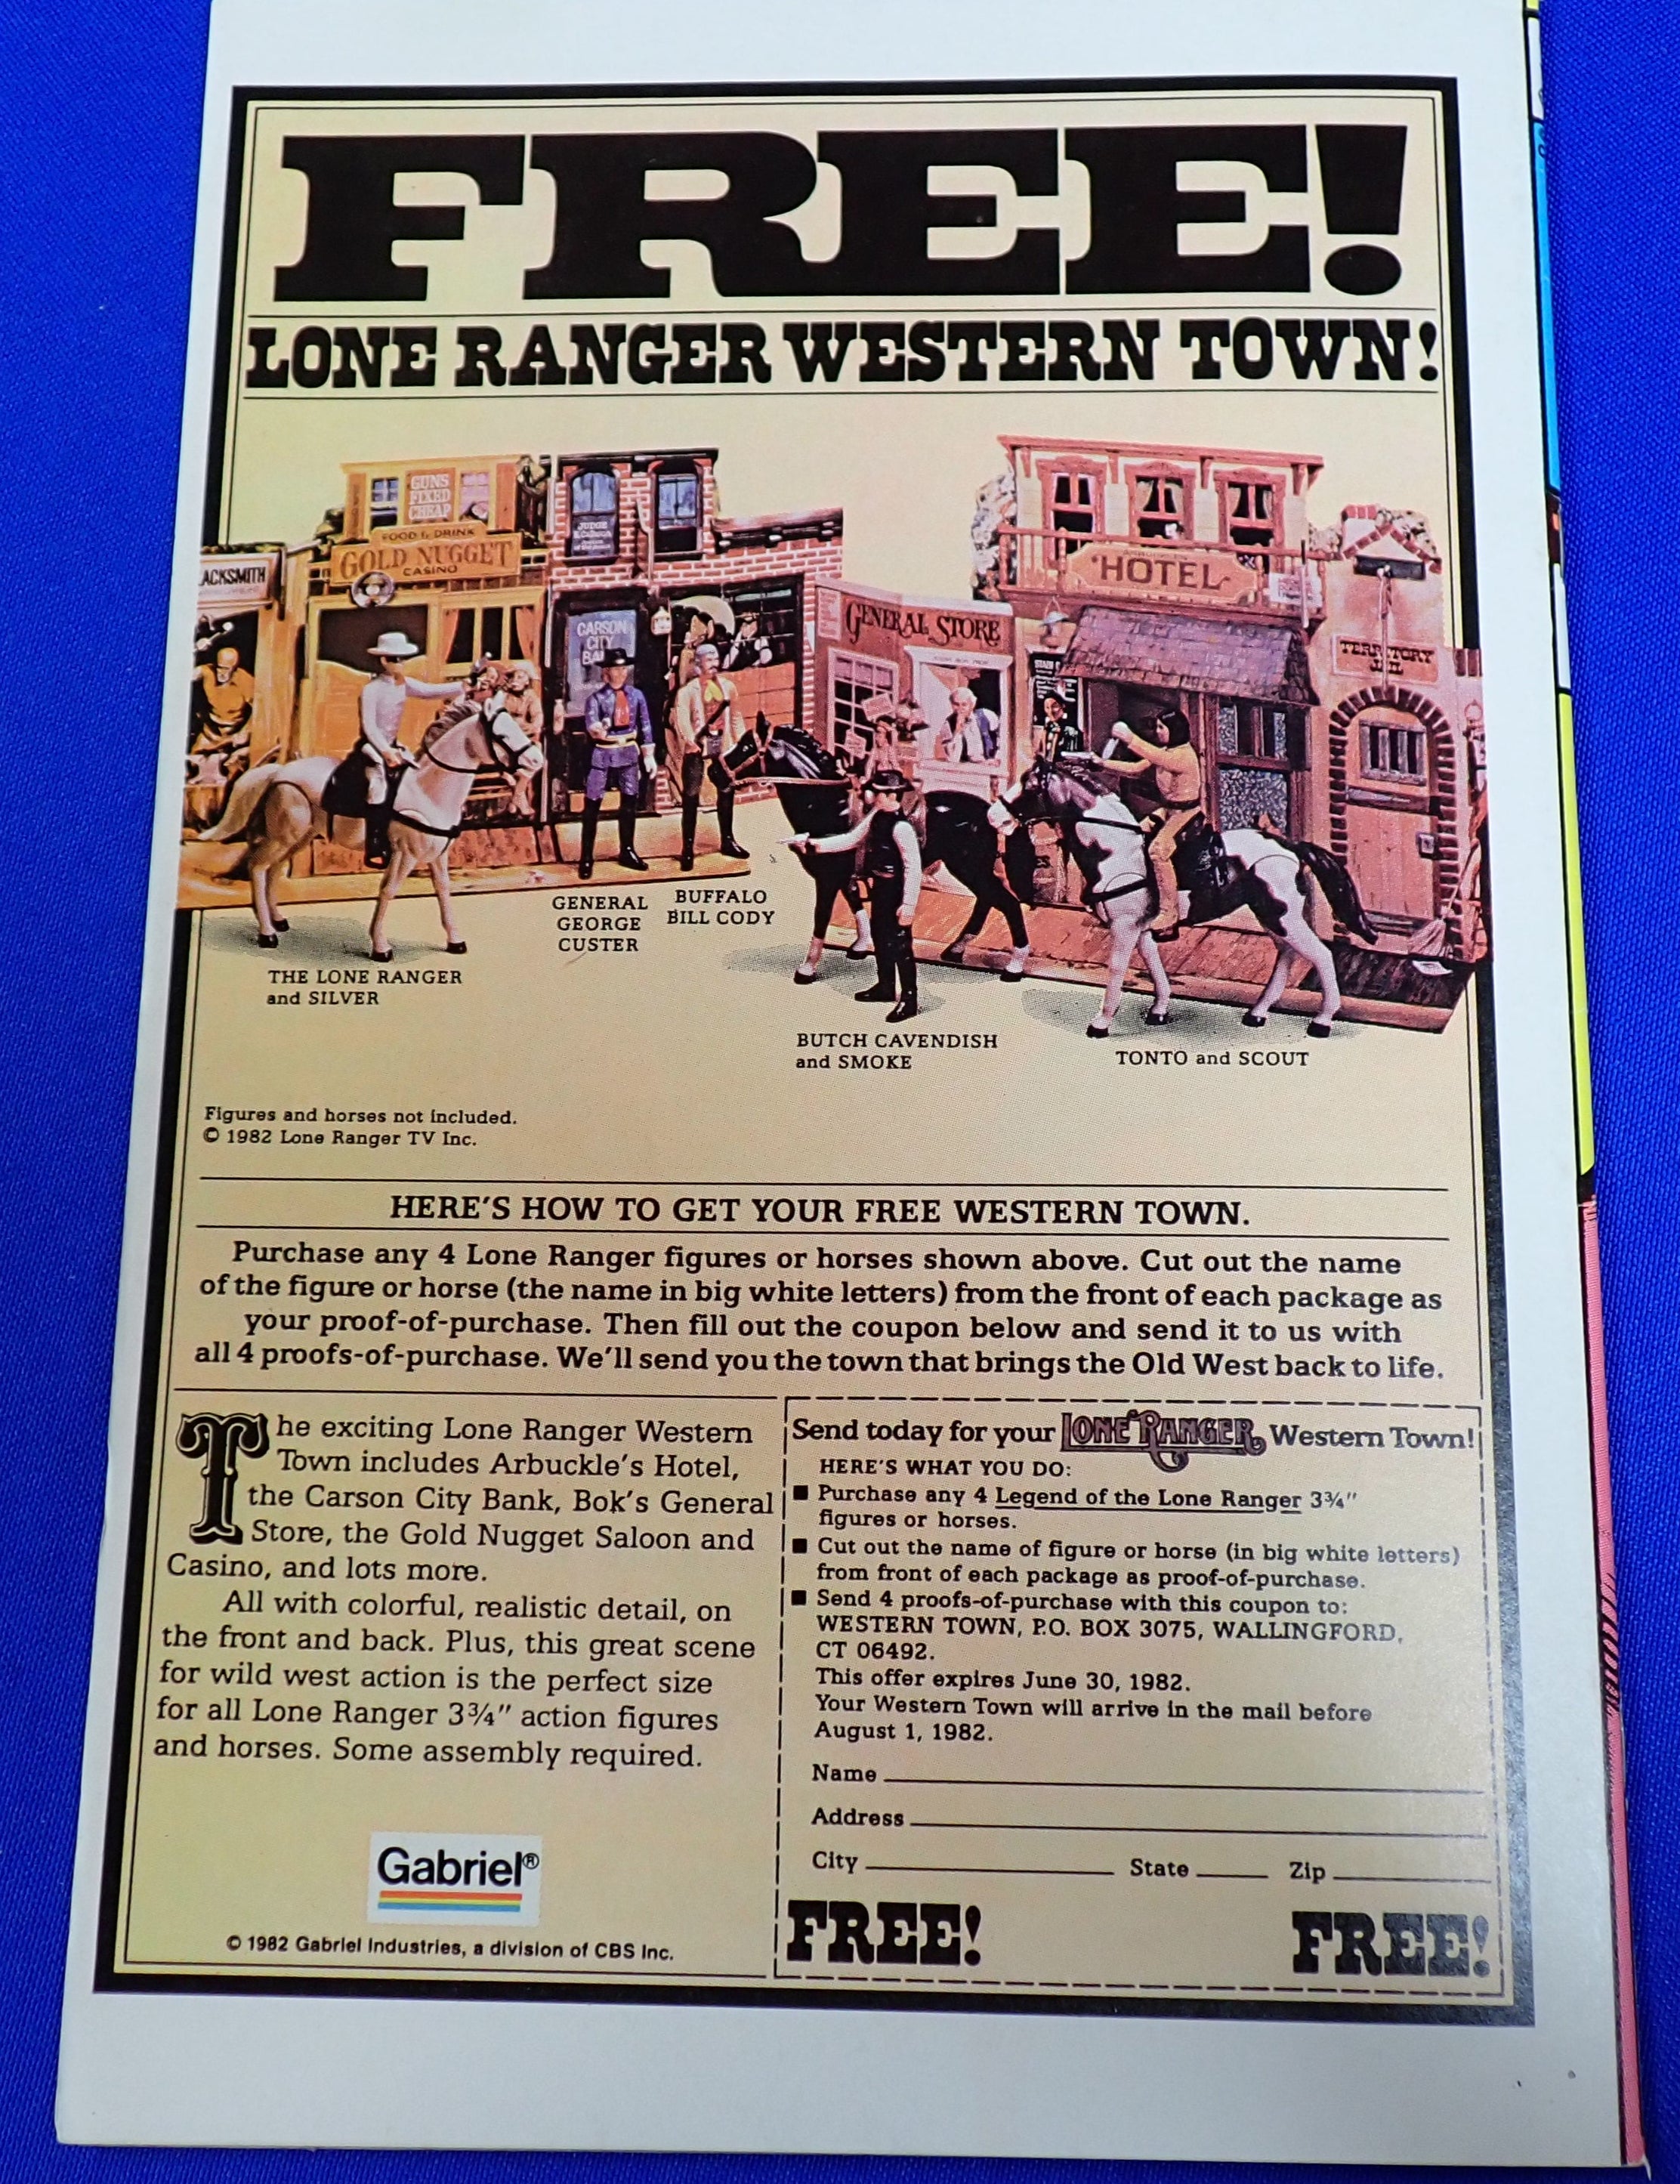 FREE!
LONE RANGER WESTERN TOWN!
GUNS
FIXED
CHEAP
FOOD & DRINK
GOLD NUGGET
CASINO
ACKSMITH
JUDGE
CARSON
CITY
GENERAL STORE
HOTEL
TERRITORY
JAIL
GENERAL
GEORGE
CUSTER
BUFFALO
BILL CODY
THE LONE RANGER
and SILVER
BUTCH CAVENDISH
and SMOKE
TONTO and SCOUT
Figures and horses not included.
© 1982 Lone Ranger TV Inc.
HERE'S HOW TO GET YOUR FREE WESTERN TOWN.
Purchase any 4 Lone Ranger figures or horses shown above. Cut out the name
of the figure or horse (the name in big white letters) from the front of each package as
your proof-of-purchase. Then fill out the coupon below and send it to us with
all 4 proofs-of-purchase. We'll send you the town that brings the Old West back to life.
The exciting Lone Ranger Western
Town includes Arbuckle's Hotel,
the Carson City Bank, Bok's General
Store, the Gold Nugget Saloon and
Casino, and lots more.
All with colorful, realistic detail, on
the front and back. Plus, this great scene
for wild west action is the perfect size
for all Lone Ranger 3¾" action figures
and horses. Some assembly required.
Gabriel®
© 1982 Gabriel Industries, a division of CBS Inc.
Send today for your LONE RANGER Western Town!
HERE'S WHAT YOU DO:
■ Purchase any 4 Legend of the Lone Ranger 3¾"
figures or horses.
■ Cut out the name of figure or horse (in big white letters)
from front of each package as proof-of-purchase.
■ Send 4 proofs-of-purchase with this coupon to:
WESTERN TOWN, P.O. BOX 3075, WALLINGFORD,
CT 06492.
This offer expires June 30, 1982.
Your Western Town will arrive in the mail before
August 1, 1982.
Name
Address
City State Zip
FREE! FREE!